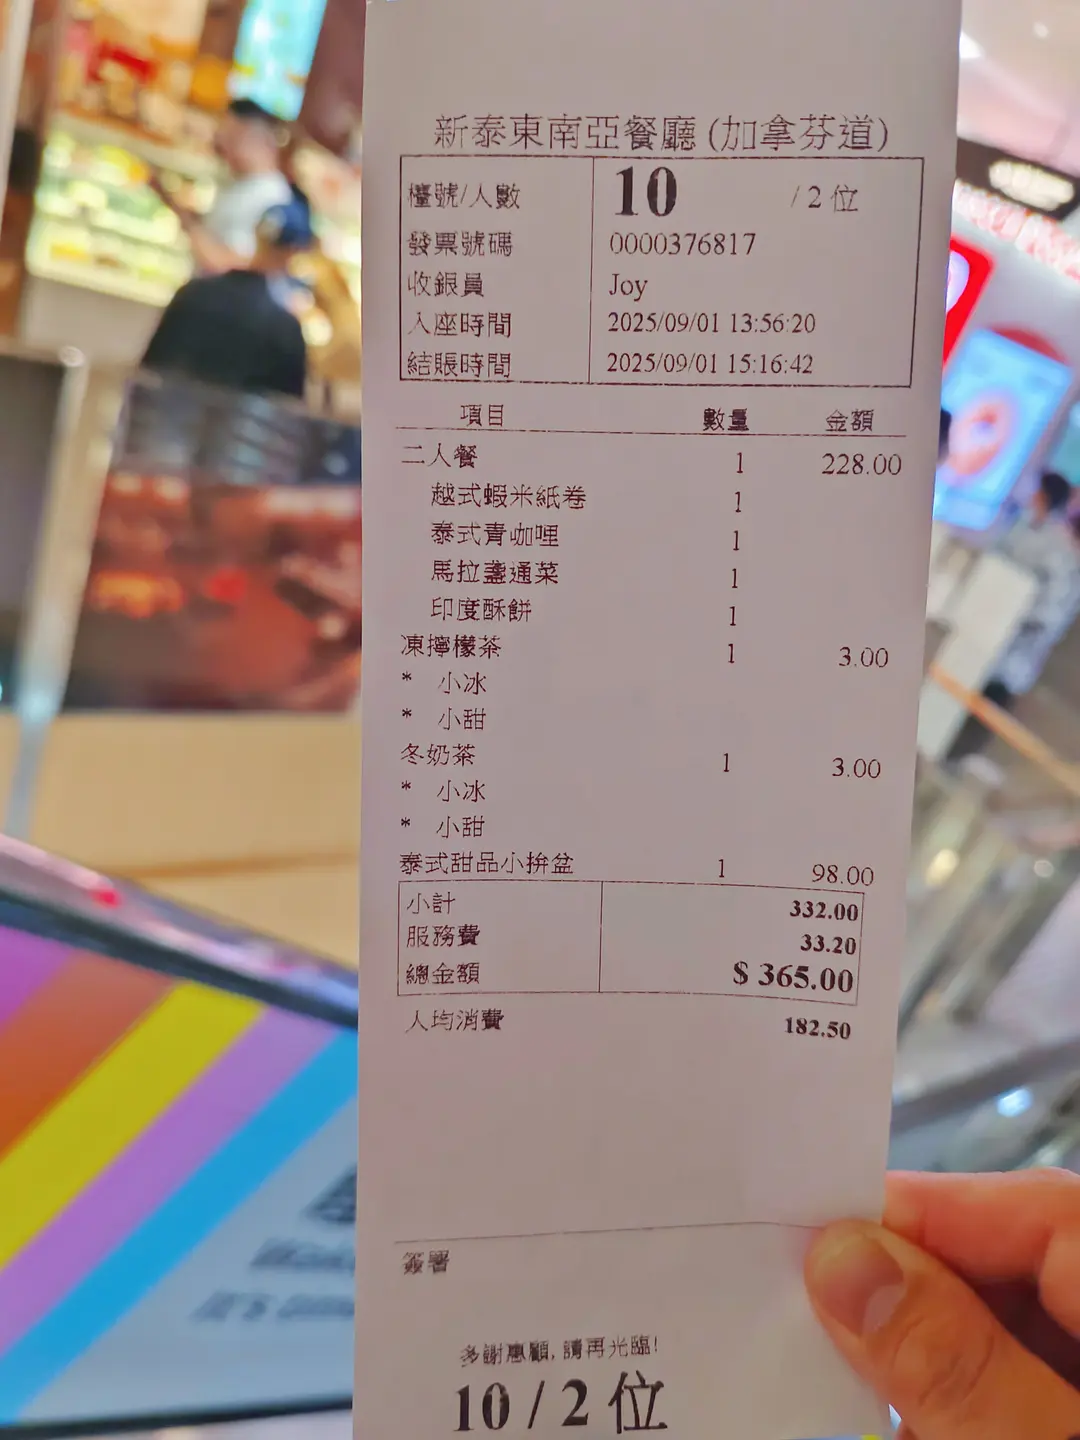 新泰東南亞餐廳 (加拿芬道)
檯號/人數 10 / 2 位
發票號碼 0000376817
收銀員 Joy
入座時間 2025/09/01 13:56:20
結賬時間 2025/09/01 15:16:42
項目 數量 金額
二人餐 1 228.00
越式蝦米紙卷 1
泰式青咖喱 1
馬拉盞通菜 1
印度酥餅 1
凍檸檬茶 1 3.00
* 小冰
* 小甜
冬奶茶 1 3.00
* 小冰
* 小甜
泰式甜品小拚盆 1 98.00
小計 332.00
服務費 33.20
總金額 $ 365.00
人均消費 182.50
簽署
多謝惠顧, 請再光臨!
10 / 2 位